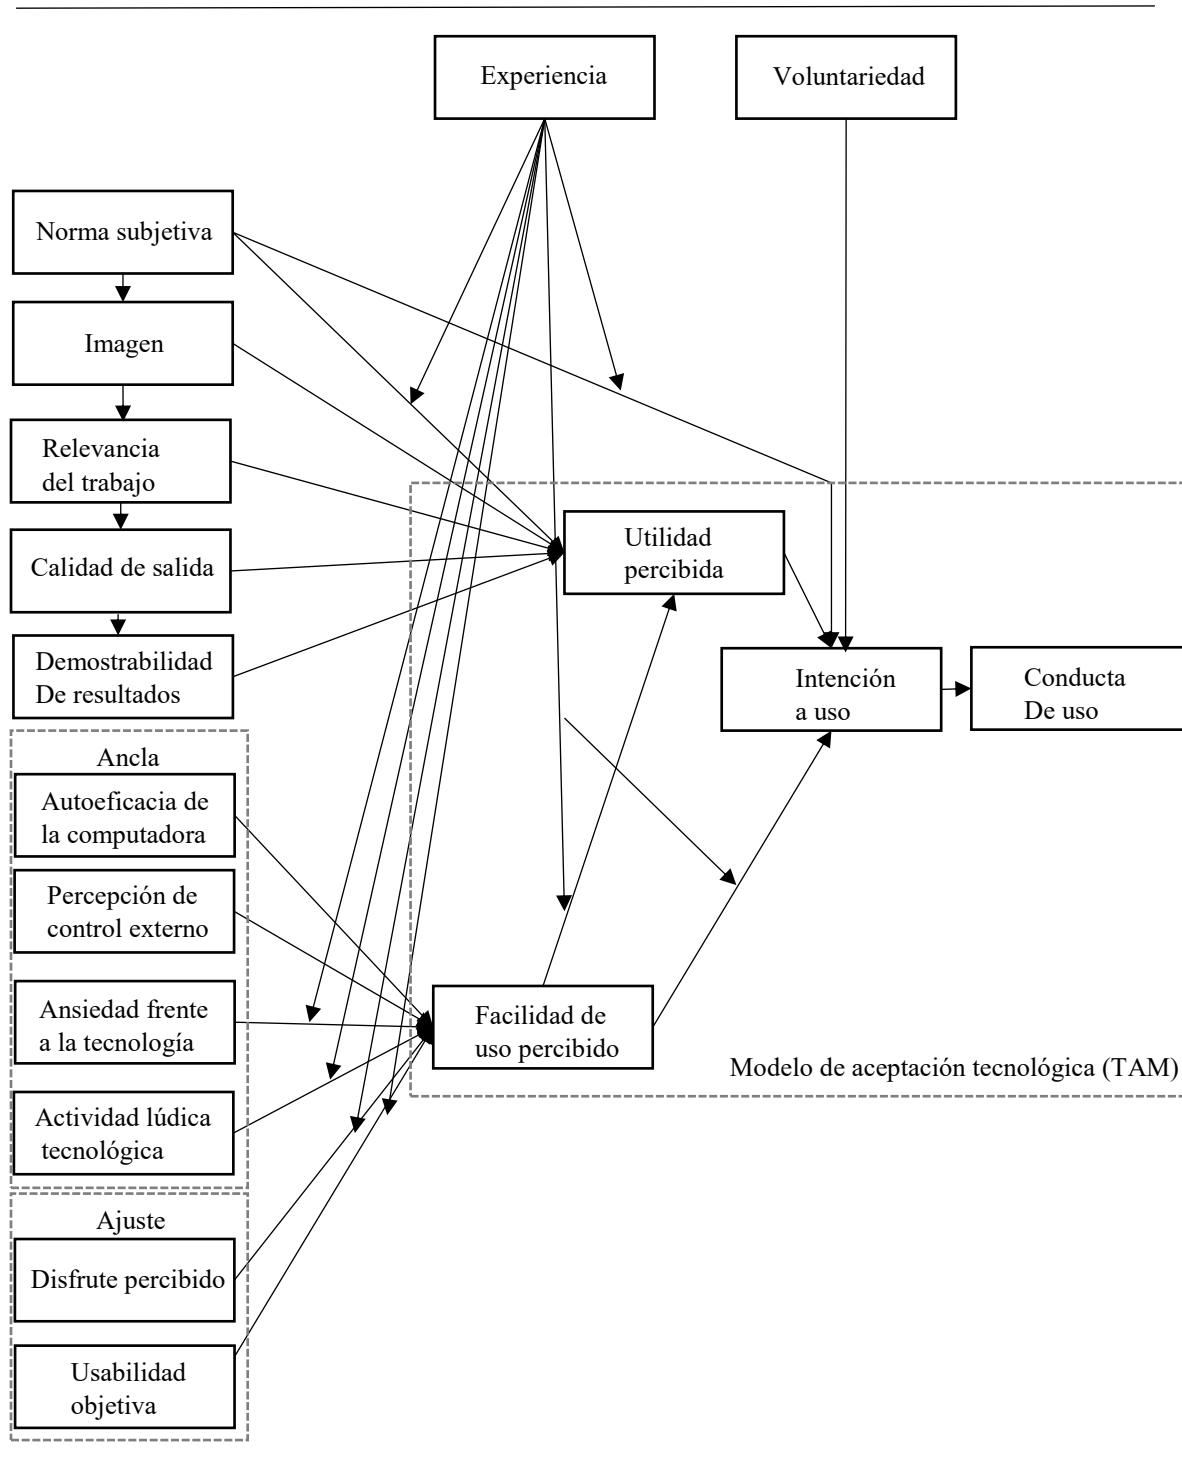 Experiencia
Voluntariedad
Norma subjetiva
Imagen
Relevancia
del trabajo
Calidad de salida
Demostrabilidad
De resultados
Utilidad
percibida
Intención
a uso
Conducta
De uso
Ancla
Autoeficacia de
la computadora
Percepción de
control externo
Ansiedad frente
a la tecnología
Actividad lúdica
tecnológica
Facilidad de
uso percibido
Modelo de aceptación tecnológica (TAM)
Ajuste
Disfrute percibido
Usabilidad
objetiva